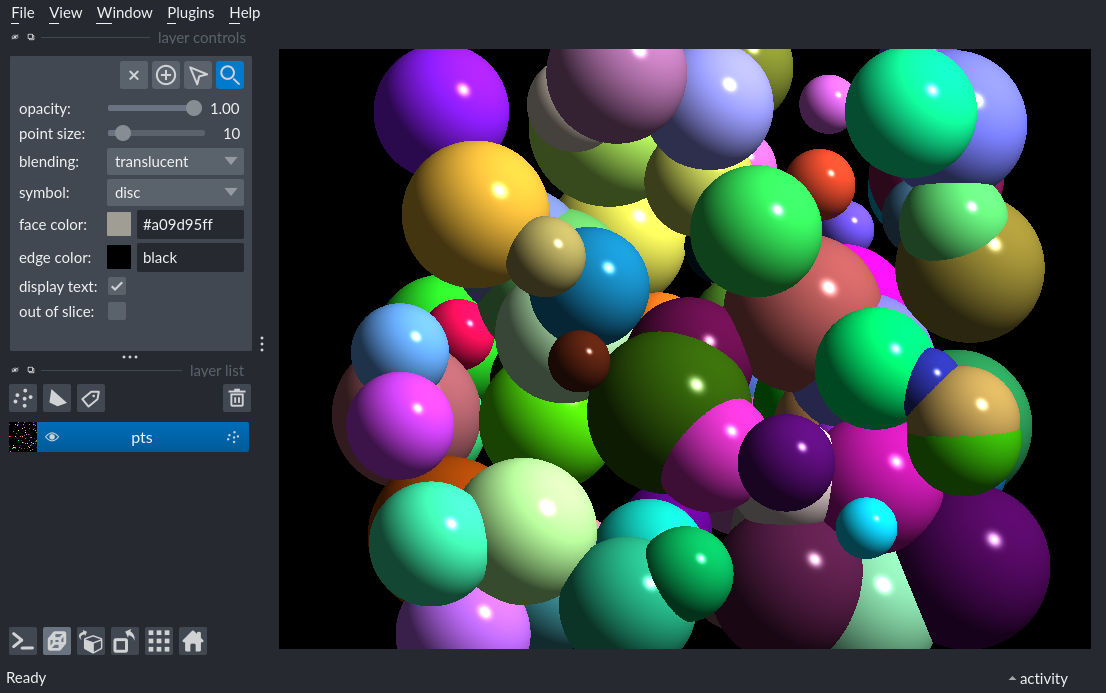 File View Window Plugins Help
layer controls
opacity: 1.00
point size: 10
blending: translucent
symbol: disc
face color: #a09d95ff
edge color: black
display text:
out of slice:
layer list
pts
Ready
activity